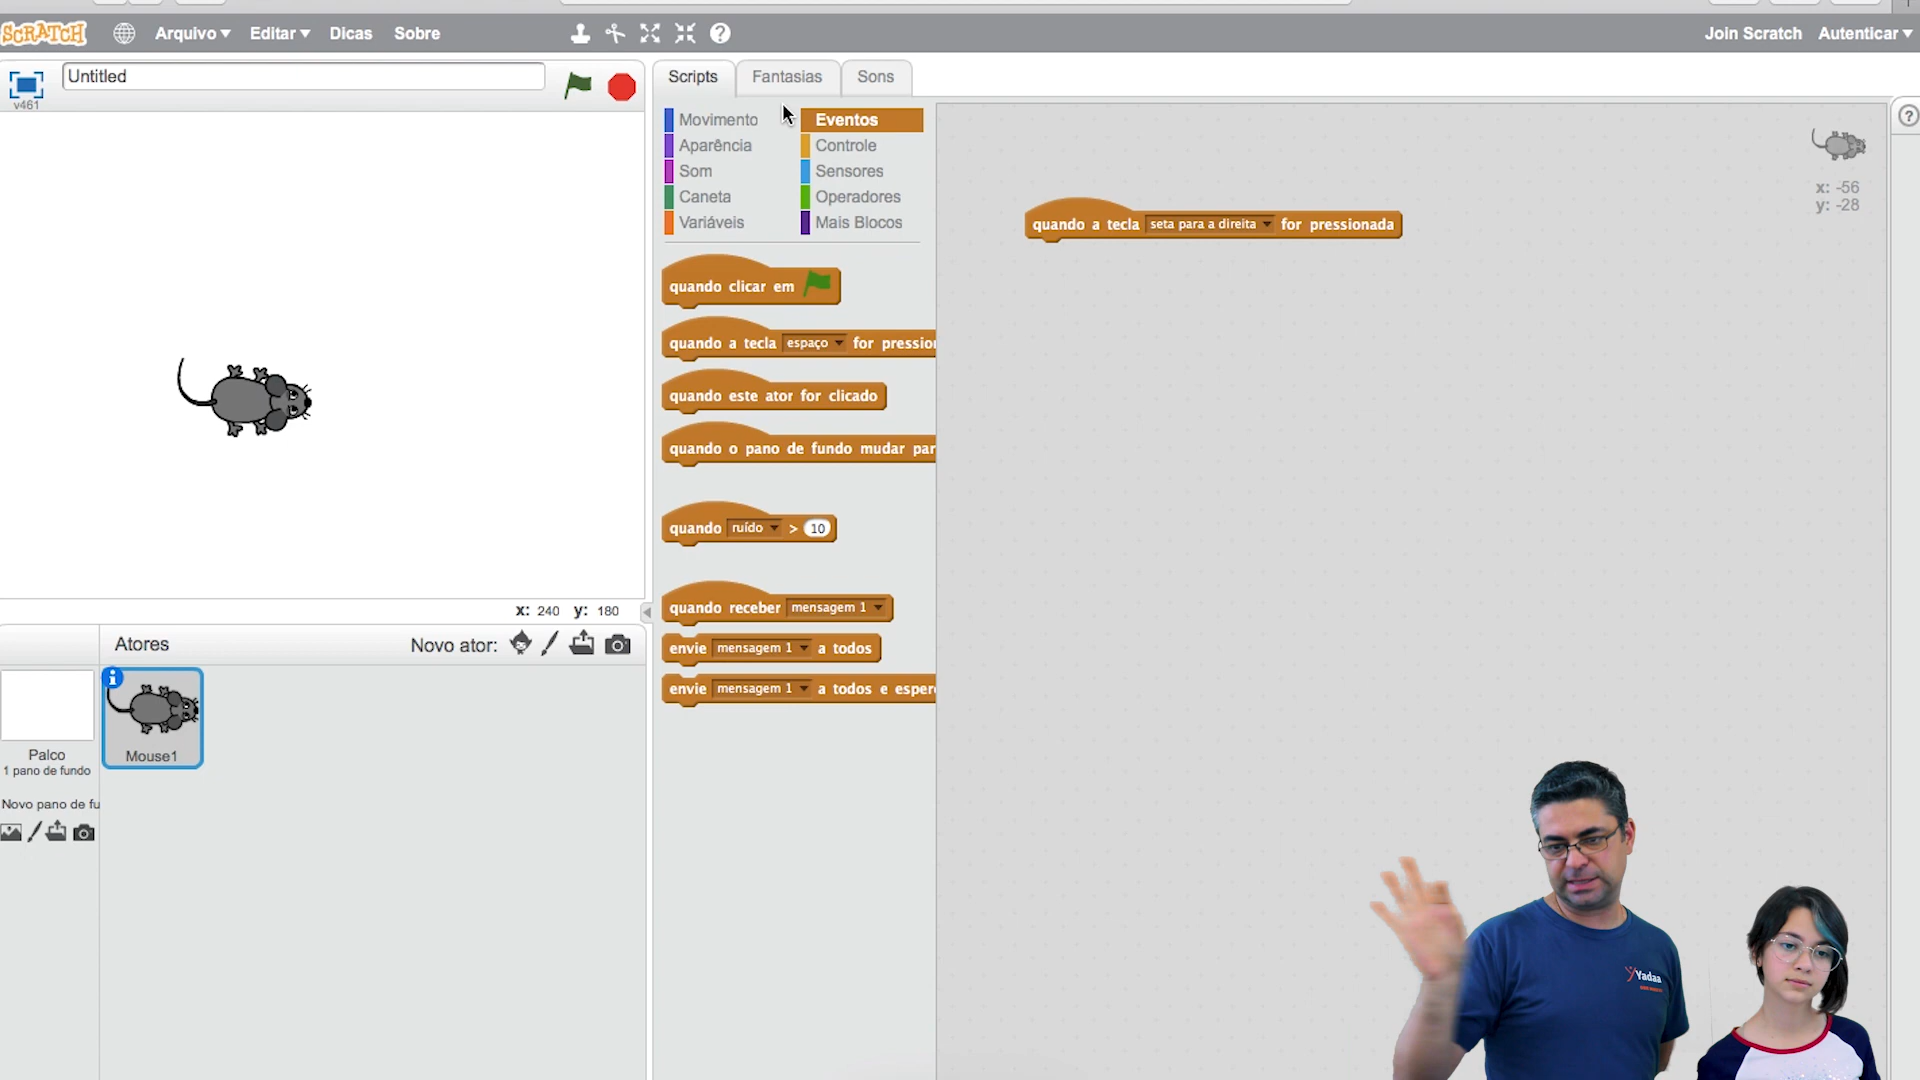 SCRATCH
Arquivo Editar Dicas Sobre
Join Scratch Autenticar
v461
Untitled
Scripts Fantasias Sons
Movimento Eventos
Aparência Controle
Som Sensores
Caneta Operadores
Variáveis Mais Blocos
x: -56
y: -28
quando a tecla seta para a direita for pressionada
quando clicar em
quando a tecla espaço for pression
quando este ator for clicado
quando o pano de fundo mudar par
quando ruído > 10
quando receber mensagem 1
envie mensagem 1 a todos
envie mensagem 1 a todos e espere
x: 240 y: 180
Atores Novo ator:
Mouse1
Palco
1 pano de fundo
Novo pano de fu
Yadaa